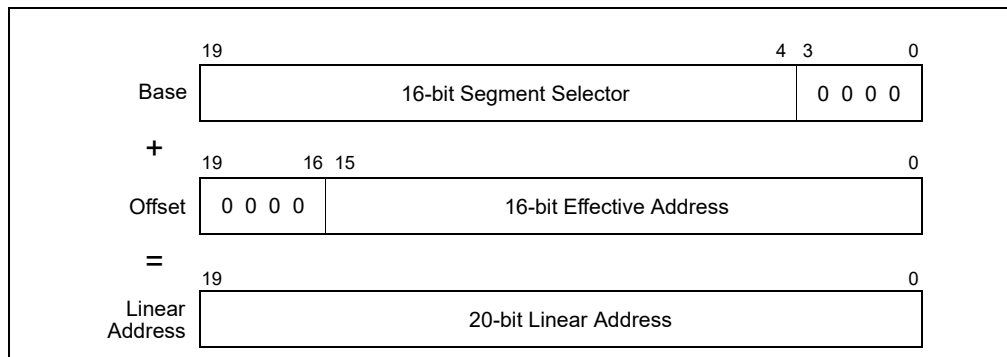 19 4 3 0
Base 16-bit Segment Selector 0 0 0 0
+
19 16 15 0
Offset 0 0 0 0 16-bit Effective Address
=
19 0
Linear
Address
20-bit Linear Address